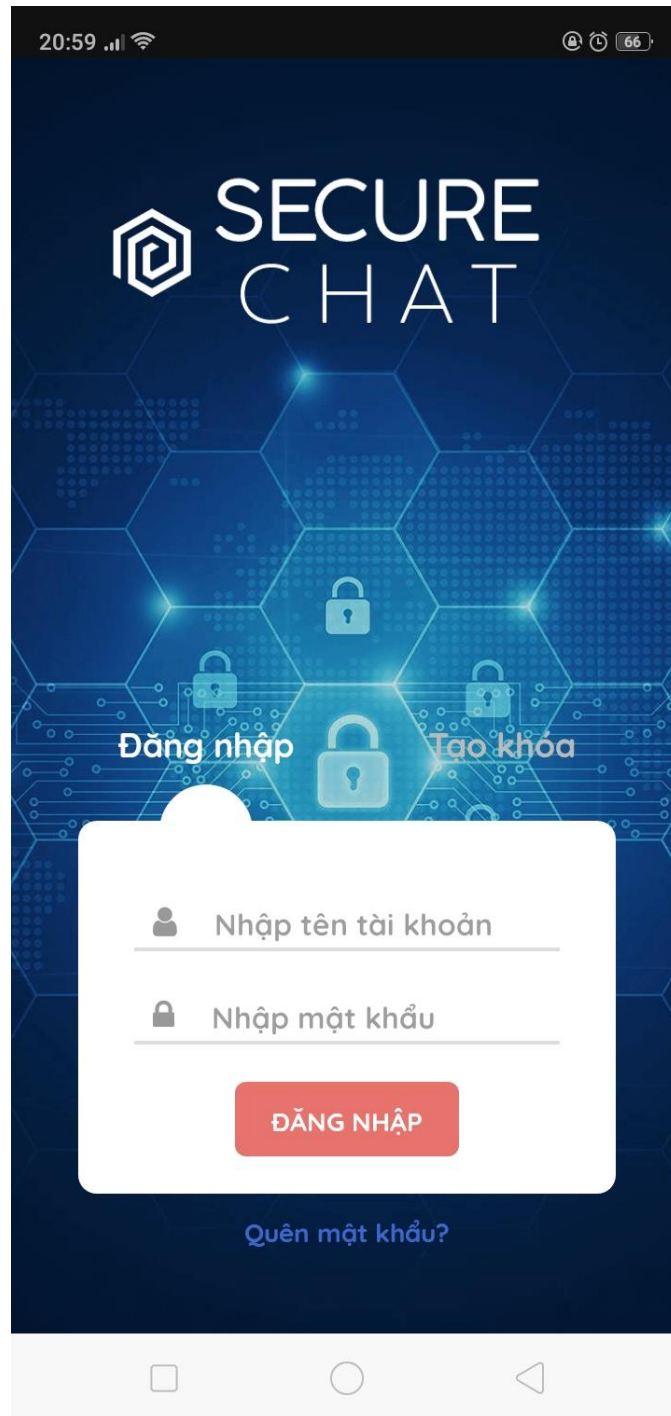 20:59
66
SECURE
CHAT
Đăng nhập
Tạo khóa
Nhập tên tài khoản
Nhập mật khẩu
ĐĂNG NHẬP
Quên mật khẩu?